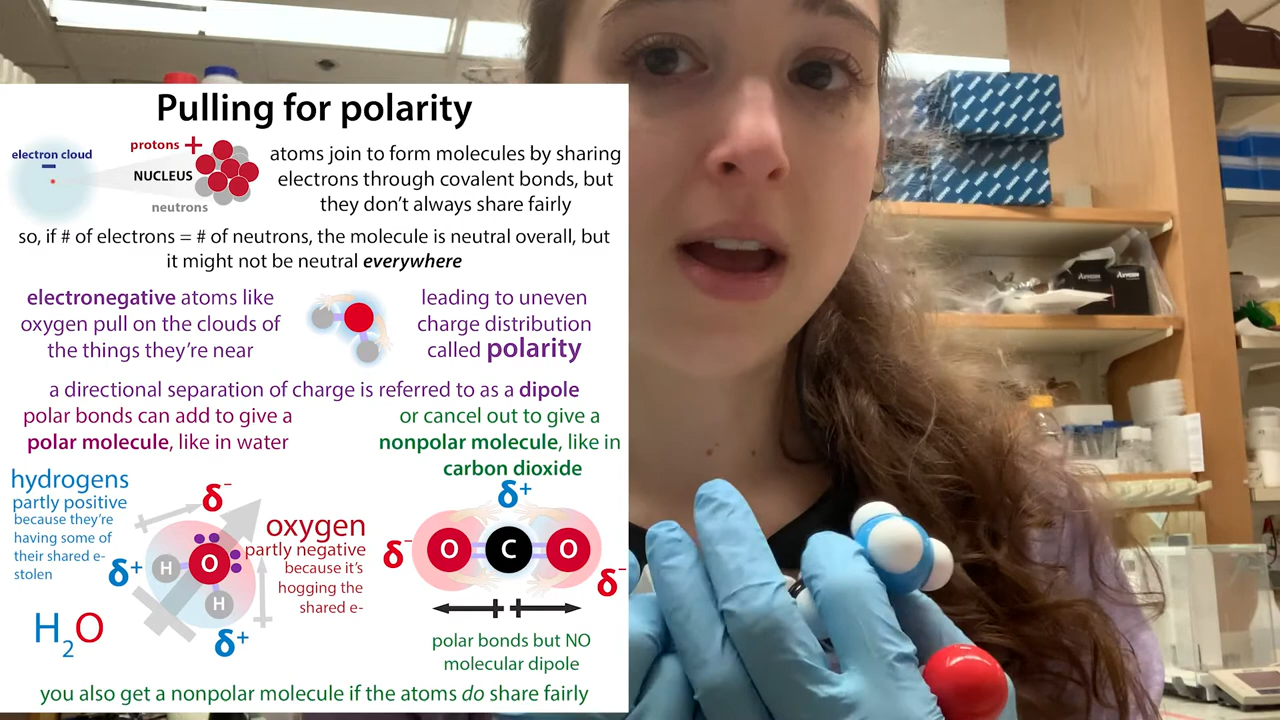 Pulling for polarity
electron cloud
protons +
NUCLEUS
neutrons
atoms join to form molecules by sharing
electrons through covalent bonds, but
they don't always share fairly
so, if # of electrons = # of neutrons, the molecule is neutral overall, but
it might not be neutral everywhere
electronegative atoms like
oxygen pull on the clouds of
the things they're near
leading to uneven
charge distribution
called polarity
a directional separation of charge is referred to as a dipole
polar bonds can add to give a
polar molecule, like in water
or cancel out to give a
nonpolar molecule, like in
carbon dioxide
hydrogens
partly positive
because they're
having some of
their shared e-
stolen
δ-
δ+
H
O
H
δ+
H2O
oxygen
partly negative
because it's
hogging the
shared e-
δ+
δ-
O
C
O
δ-
polar bonds but NO
molecular dipole
you also get a nonpolar molecule if the atoms do share fairly